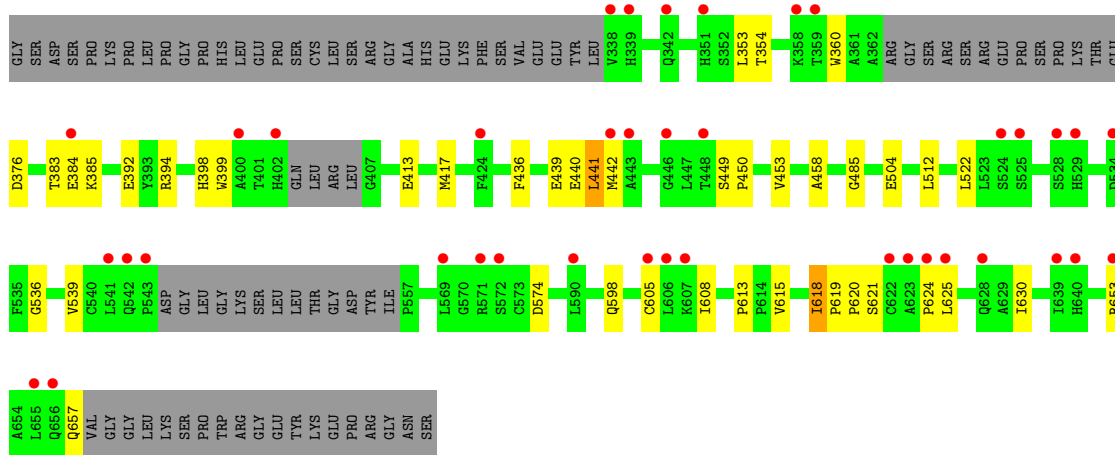 GLY SER ASP SER PRO LYS PRO LEU PRO GLY PRO HIS LEU GLU PRO SER CYS LEU SER ARG GLY ALA HIS GLU LYS PHE SER VAL GLU GLU TYR LEU V338 H339 Q342 H351 S352 L353 T354 K358 T359 W360 A361 A362 ARG GLY SER ARG SER ARG GLU PRO SER PRO LYS THR GLU
D376 T383 E384 K385 E392 Y393 R394 H398 W399 A400 T401 H402 GLN LEU ARG LEU G407 E413 M417 F424 F436 E439 E440 L441 M442 A443 G446 L447 T448 S449 P450 V453 A458 G485 E504 L512 L522 L523 S524 S525 S528 H529 D534
F535 G536 V539 C540 L541 Q542 P543 ASP GLY LEU GLY LYS SER LEU LEU THR GLY ASP TYR ILE P557 L569 G570 R571 S572 C573 D574 L590 Q598 C605 L606 K607 I608 P613 P614 V615 I618 P619 P620 S621 C622 A623 P624 L625 Q628 A629 I630 I639 H640
A654 L655 Q656 Q657 VAL GLY GLY LEU LYS SER PRO TRP ARG GLY GLU TYR LYS GLU PRO ARG GLY ASN SER